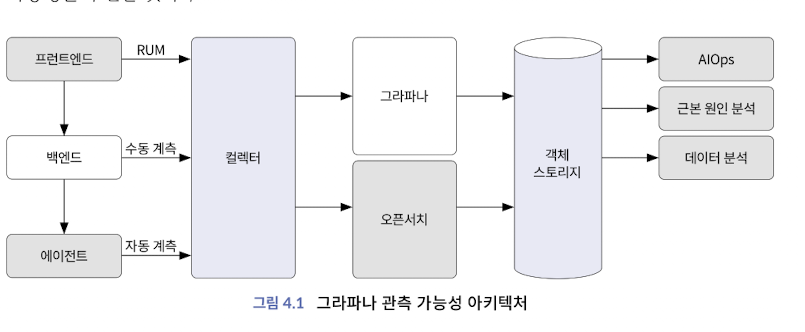 프런트엔드
RUM
백엔드
수동 계측
에이전트
자동 계측
컬렉터
그라파나
오픈서치
객체
스토리지
AIOps
근본 원인 분석
데이터 분석
그림 4.1 그라파나 관측 가능성 아키텍처